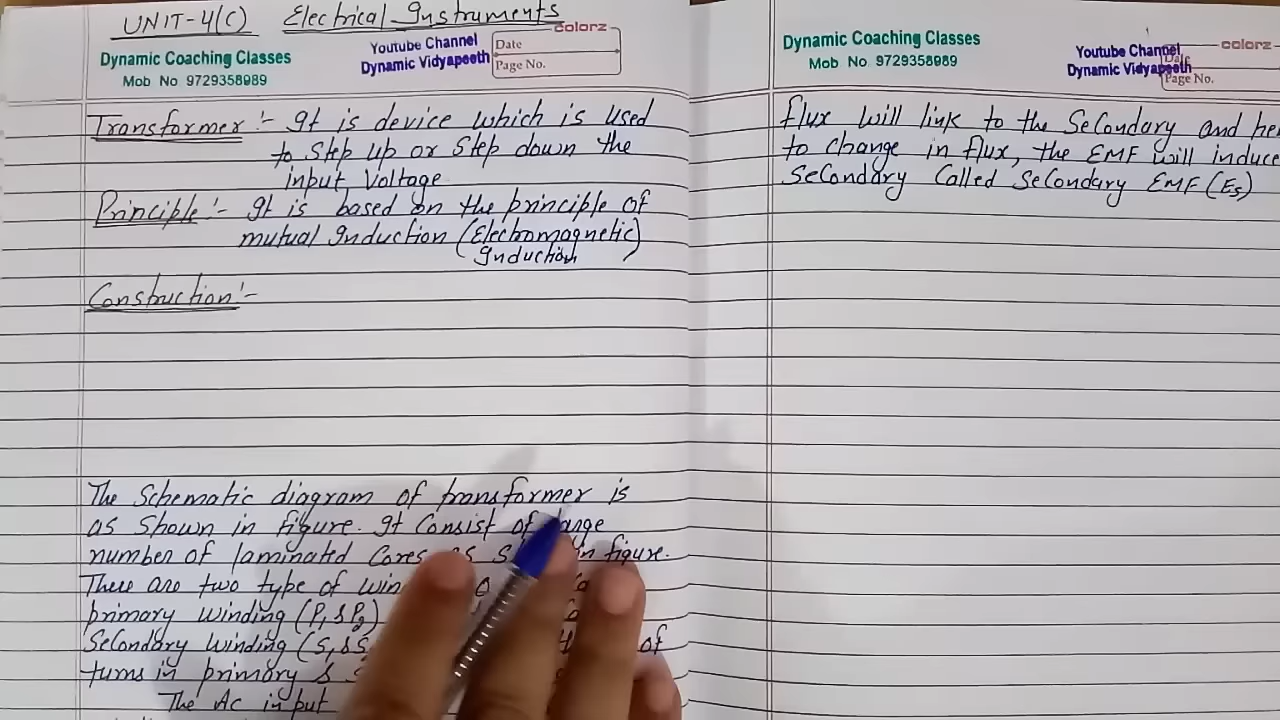 UNIT-4(C) Electrical Instruments
colorz
Dynamic Coaching Classes
Mob No 9729358989
Youtube Channel
Dynamic Vidyapeeth
Date
Page No.
Transformer :- It is device which is used
to Step up or Step down the
input Voltage
Principle :- It is based on the principle of
mutual Induction (Electromagnetic)
Induction
Construction :-
The Schematic diagram of transformer is
as Shown in figure. It Consist of
number of laminated Cores as in figure.
There are two type of
primary winding (P1 & P2)
Secondary winding (S1 & S of
turns in primary &
The AC input
Dynamic Coaching Classes
Mob No 9729358989
Youtube Channel
Dynamic Vidyapeeth
colorz
Page No.
flux will link to the Secondary and
to change in flux, the EMF will induce
Secondary Called Secondary EMF (Es)